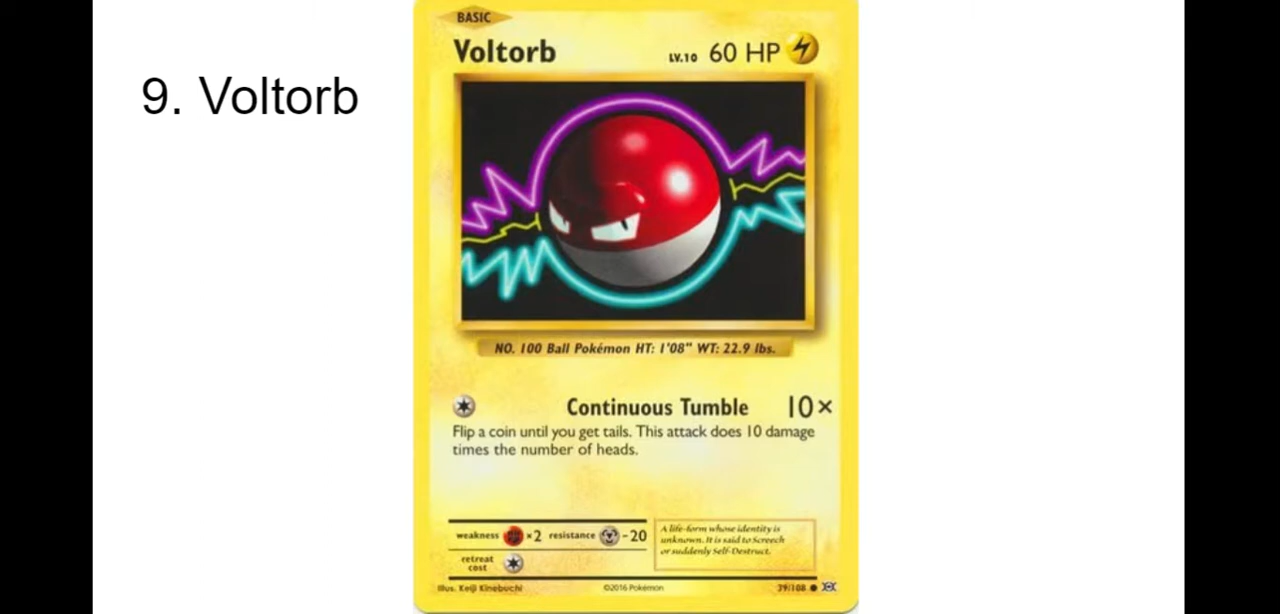 BASIC
9. Voltorb
Voltorb LV.10 60 HP
NO. 100 Ball Pokémon HT: 1'08" WT: 22.9 lbs.
Continuous Tumble 10×
Flip a coin until you get tails. This attack does 10 damage
times the number of heads.
weakness ×2 resistance -20
retreat
cost
A life-form whose identity is
unknown. It is said to Screech
or suddenly Self-Destruct.
Illus. Keiji Kinebuchi ©2016 Pokémon 39/108